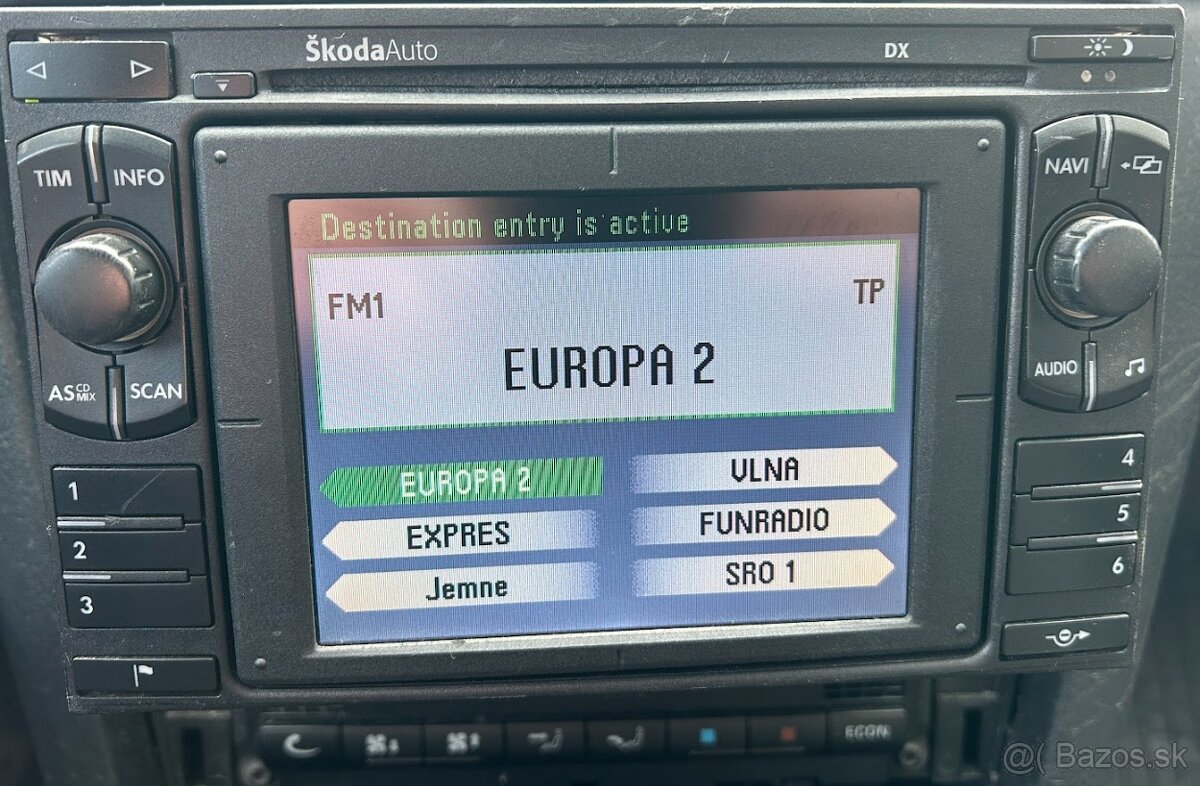 ŠkodaAuto
DX
TIM
INFO
NAVI
Destination entry is active
FM1
TP
EUROPA 2
AS CD MIX
SCAN
AUDIO
EUROPA 2
VLNA
EXPRES
FUNRADIO
Jemne
SRO 1
1
2
3
4
5
6
ECON
@( Bazos.sk